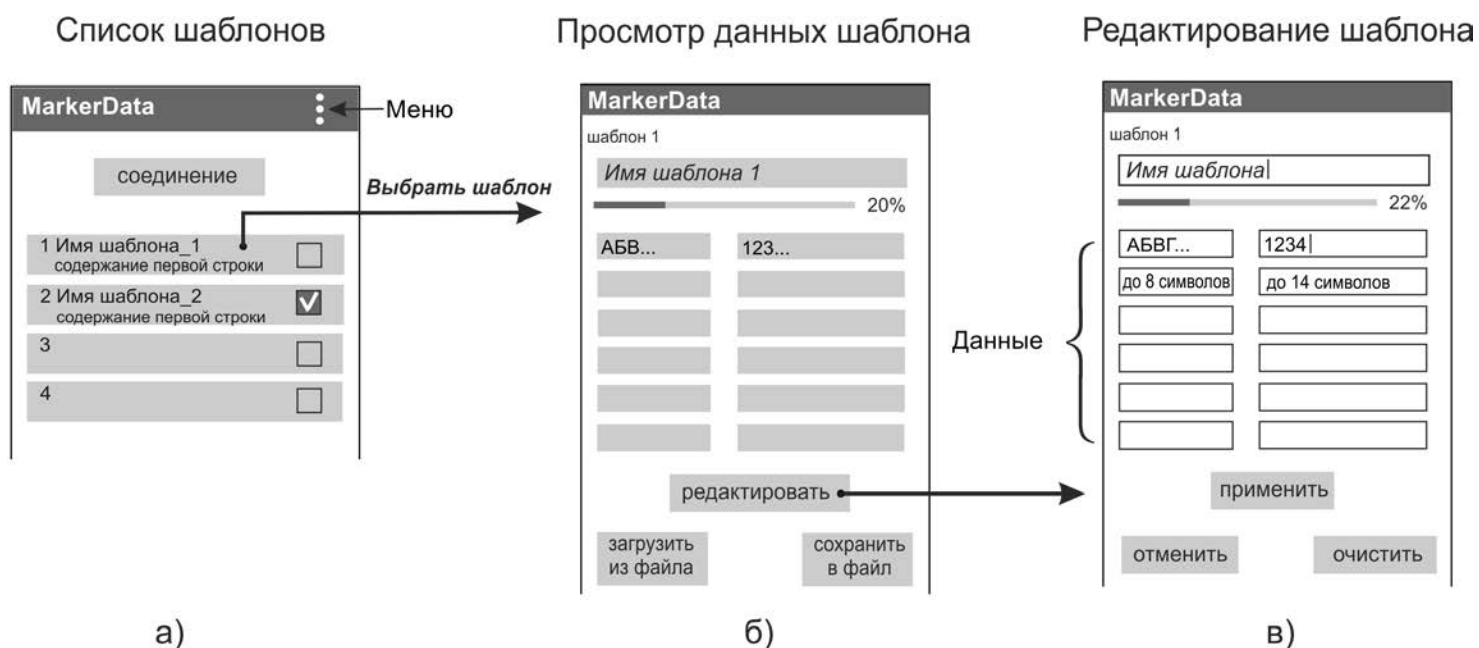 Список шаблонов
MarkerData
Меню
соединение
Выбрать шаблон
1 Имя шаблона_1
содержание первой строки
2 Имя шаблона_2
содержание первой строки
3
4
а)
Просмотр данных шаблона
MarkerData
шаблон 1
Имя шаблона 1
20%
АБВ... 123...
редактировать
загрузить
из файла
сохранить
в файл
б)
Редактирование шаблона
MarkerData
шаблон 1
Имя шаблона
22%
АБВГ... 1234
до 8 символов до 14 символов
Данные
применить
отменить очистить
в)